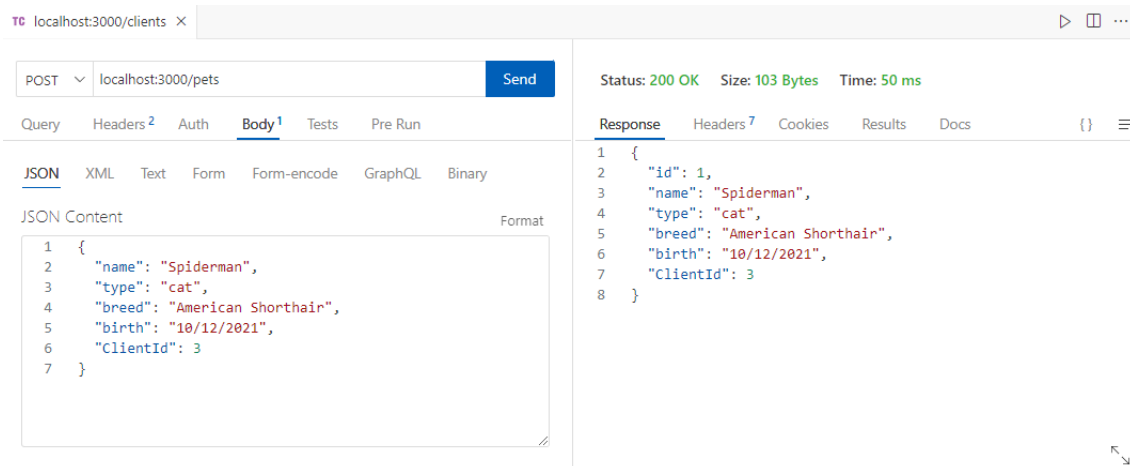 TC localhost:3000/clients ×
POST localhost:3000/pets Send
Query Headers 2 Auth Body 1 Tests Pre Run
JSON XML Text Form Form-encode GraphQL Binary
JSON Content Format
1 {
2 "name": "Spiderman",
3 "type": "cat",
4 "breed": "American Shorthair",
5 "birth": "10/12/2021",
6 "ClientId": 3
7 }
Status: 200 OK Size: 103 Bytes Time: 50 ms
Response Headers 7 Cookies Results Docs { }
1 {
2 "id": 1,
3 "name": "Spiderman",
4 "type": "cat",
5 "breed": "American Shorthair",
6 "birth": "10/12/2021",
7 "ClientId": 3
8 }